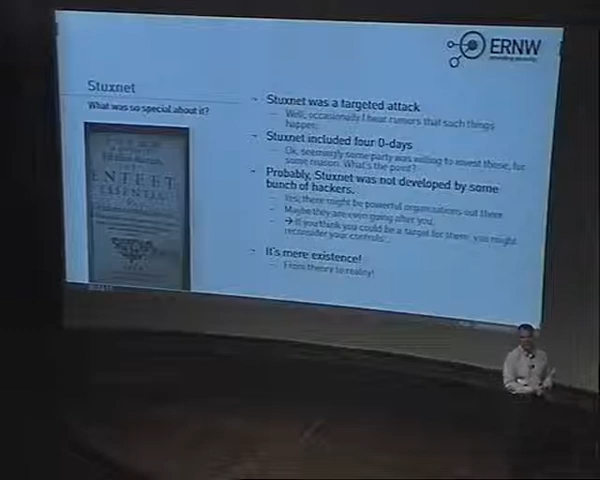 ERNW
providing security.
Stuxnet
What was so special about it?
- Stuxnet was a targeted attack
- Well, occasionally I hear rumors that such things
happen.
- Stuxnet included four 0-days
- Ok, seemingly some party was willing to invest those, for
some reason. What's the point?
- Probably, Stuxnet was not developed by some
bunch of hackers.
- Yes, there might be powerful organizations out there
- Maybe they are even going after you.
→ If you think you could be a target for them, you might
reconsider your controls
- It's mere existence!
- From theory to reality!